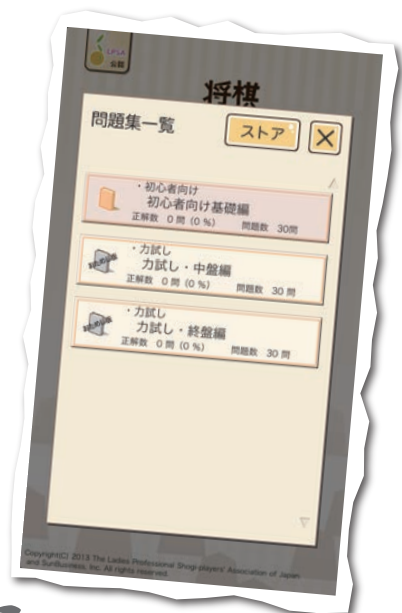 LPSA
公認
将棋
問題集一覧
ストア
・初心者向け
初心者向け基礎編
正解数 0 問 (0 %) 問題数 30問
・力試し
力試し・中盤編
正解数 0 問 (0 %) 問題数 30 問
・力試し
力試し・終盤編
正解数 0 問 (0 %) 問題数 30 問
Copyright(C) 2013 The Ladies Professional Shogi-players' Association of Japan
and SunBusiness, Inc. All rights reserved.